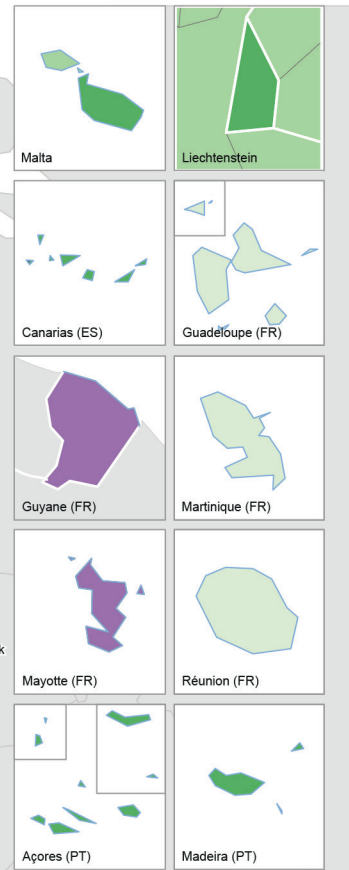 Malta
Liechtenstein
Canarias (ES)
Guadeloupe (FR)
Guyane (FR)
Martinique (FR)
k
Mayotte (FR)
Réunion (FR)
Açores (PT)
Madeira (PT)